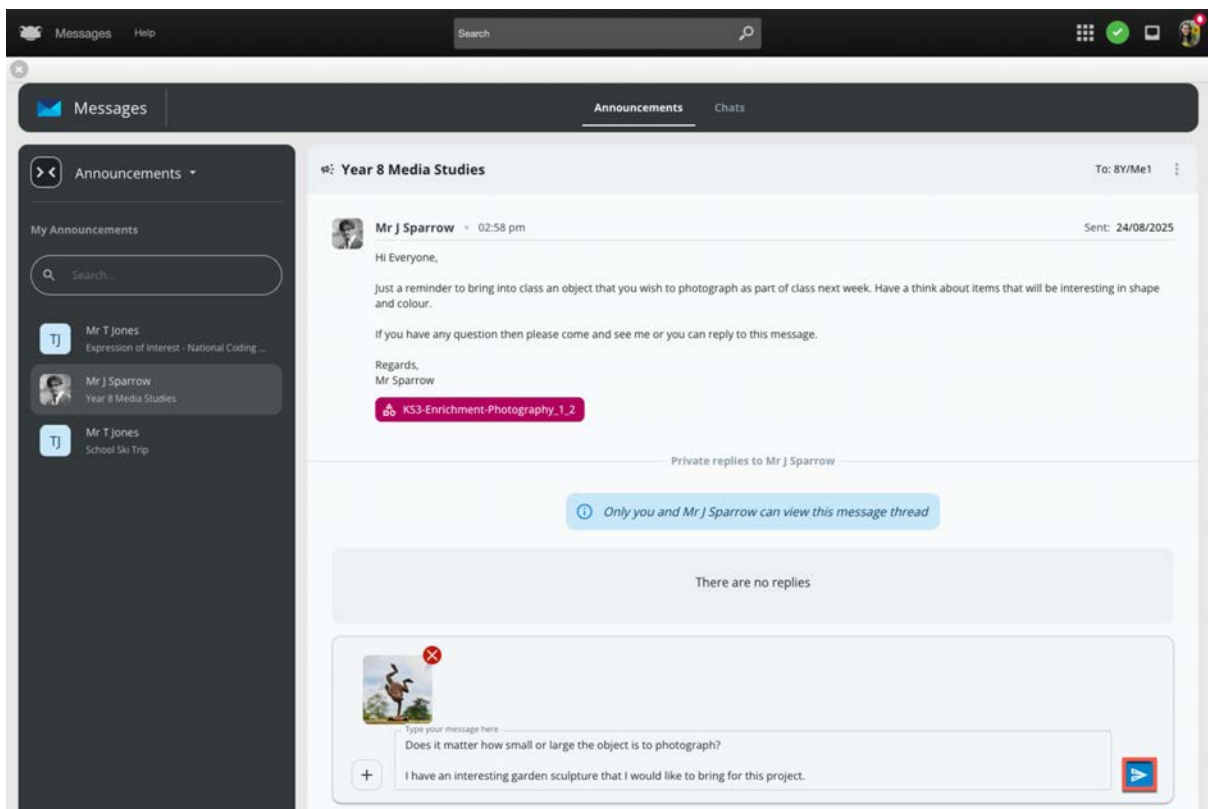 Messages Help Search
Messages Announcements Chats
Announcements
My Announcements
Search...
TJ Mr T Jones
Expression of Interest - National Coding ...
Mr J Sparrow
Year 8 Media Studies
TJ Mr T Jones
School Ski Trip
Year 8 Media Studies To: 8Y/Me1
Mr J Sparrow 02:58 pm Sent: 24/08/2025
Hi Everyone,
Just a reminder to bring into class an object that you wish to photograph as part of class next week. Have a think about items that will be interesting in shape
and colour.
If you have any question then please come and see me or you can reply to this message.
Regards,
Mr Sparrow
KS3-Enrichment-Photography_1_2
Private replies to Mr J Sparrow
Only you and Mr J Sparrow can view this message thread
There are no replies
Type your message here
Does it matter how small or large the object is to photograph?
I have an interesting garden sculpture that I would like to bring for this project.